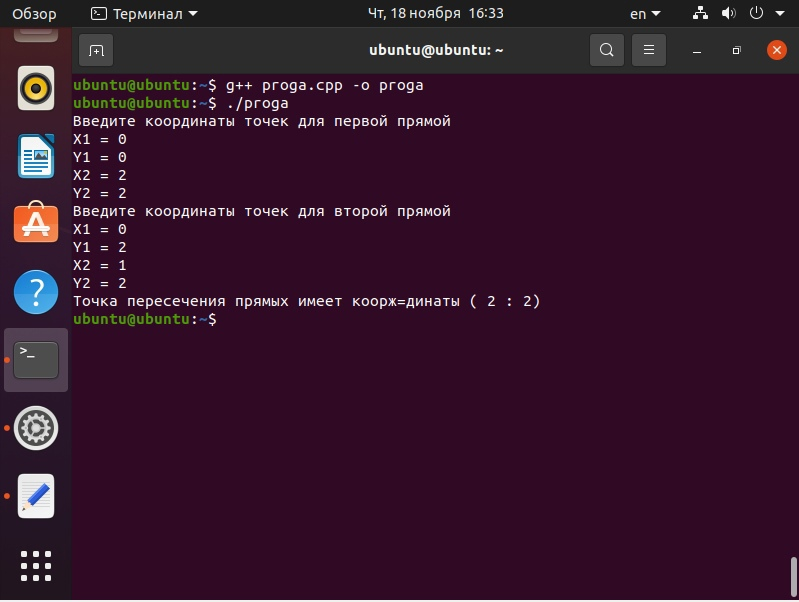 Обзор Терминал Чт, 18 ноября 16:33 en
ubuntu@ubuntu: ~
ubuntu@ubuntu:~$ g++ proga.cpp -o proga
ubuntu@ubuntu:~$ ./proga
Введите координаты точек для первой прямой
X1 = 0
Y1 = 0
X2 = 2
Y2 = 2
Введите координаты точек для второй прямой
X1 = 0
Y1 = 2
X2 = 1
Y2 = 2
Точка пересечения прямых имеет коорж=динаты ( 2 : 2)
ubuntu@ubuntu:~$